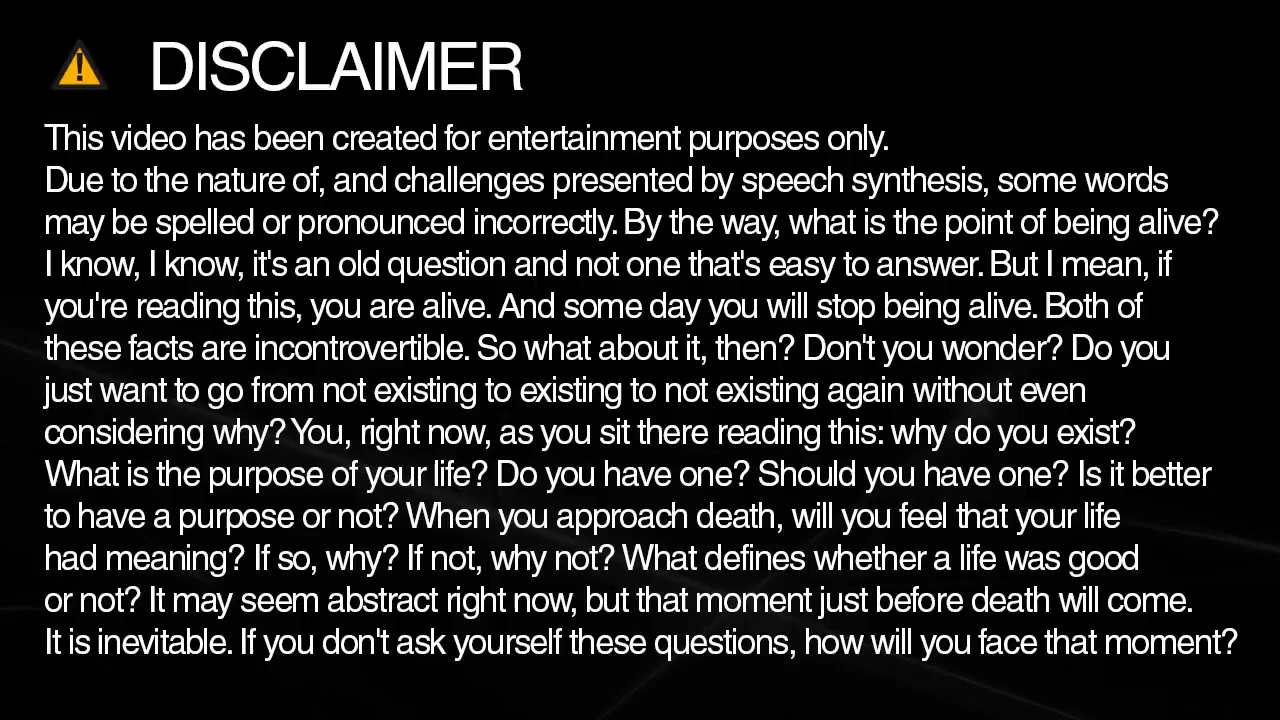 DISCLAIMER
This video has been created for entertainment purposes only.
Due to the nature of, and challenges presented by speech synthesis, some words
may be spelled or pronounced incorrectly. By the way, what is the point of being alive?
I know, I know, it's an old question and not one that's easy to answer. But I mean, if
you're reading this, you are alive. And some day you will stop being alive. Both of
these facts are incontrovertible. So what about it, then? Don't you wonder? Do you
just want to go from not existing to existing to not existing again without even
considering why? You, right now, as you sit there reading this: why do you exist?
What is the purpose of your life? Do you have one? Should you have one? Is it better
to have a purpose or not? When you approach death, will you feel that your life
had meaning? If so, why? If not, why not? What defines whether a life was good
or not? It may seem abstract right now, but that moment just before death will come.
It is inevitable. If you don't ask yourself these questions, how will you face that moment?